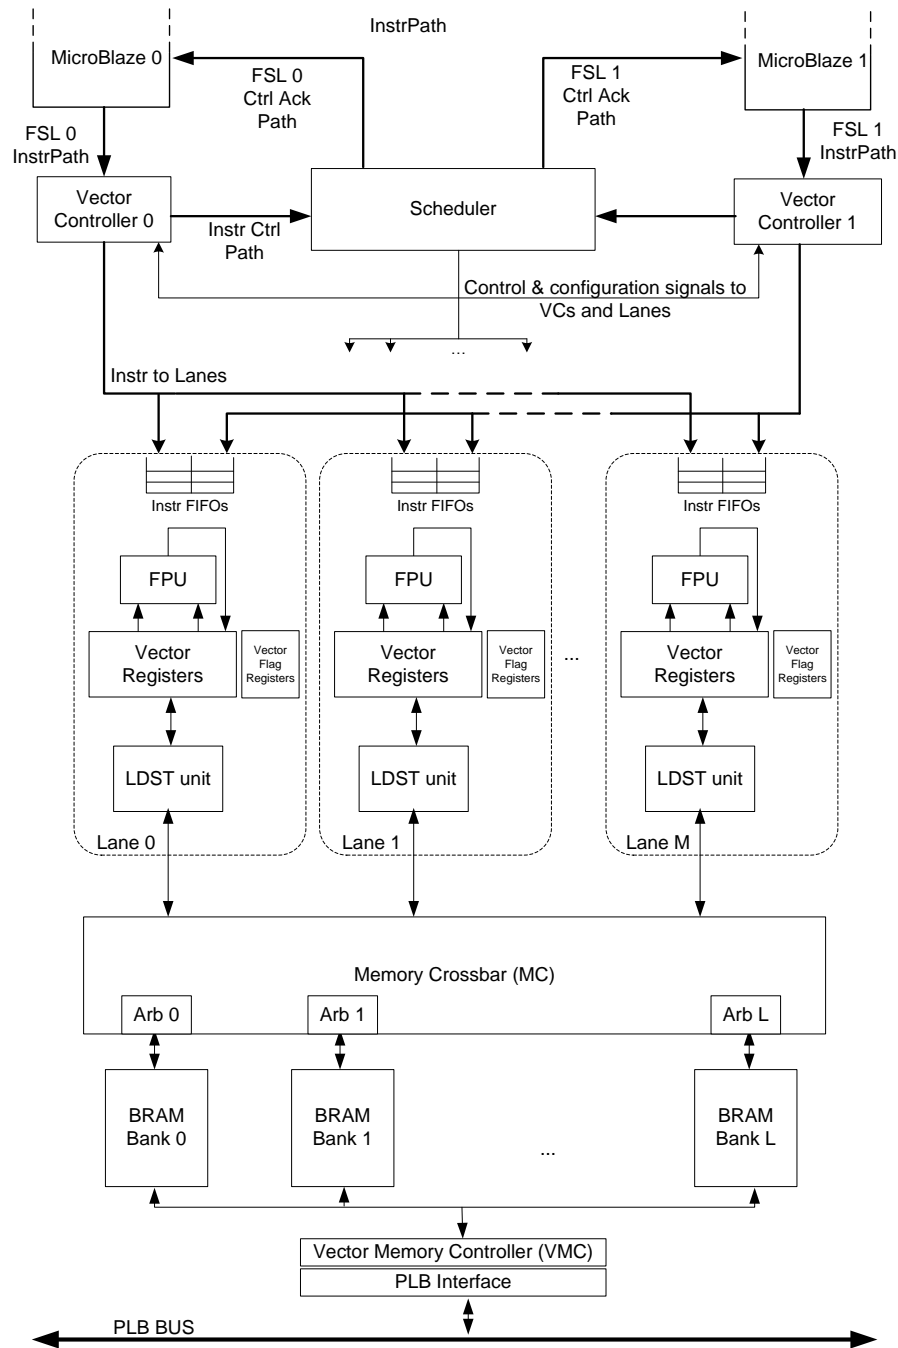 InstrPath
MicroBlaze 0
MicroBlaze 1
FSL 0
Ctrl Ack
Path
FSL 1
Ctrl Ack
Path
FSL 0
InstrPath
FSL 1
InstrPath
Vector
Controller 0
Scheduler
Vector
Controller 1
Instr Ctrl
Path
Control & configuration signals to
VCs and Lanes
...
Instr to Lanes
Instr FIFOs
Instr FIFOs
Instr FIFOs
FPU
FPU
FPU
Vector
Registers
Vector
Flag
Registers
Vector
Registers
Vector
Flag
Registers
...
Vector
Registers
Vector
Flag
Registers
LDST unit
LDST unit
LDST unit
Lane 0
Lane 1
Lane M
Memory Crossbar (MC)
Arb 0
Arb 1
Arb L
BRAM
Bank 0
BRAM
Bank 1
...
BRAM
Bank L
Vector Memory Controller (VMC)
PLB Interface
PLB BUS